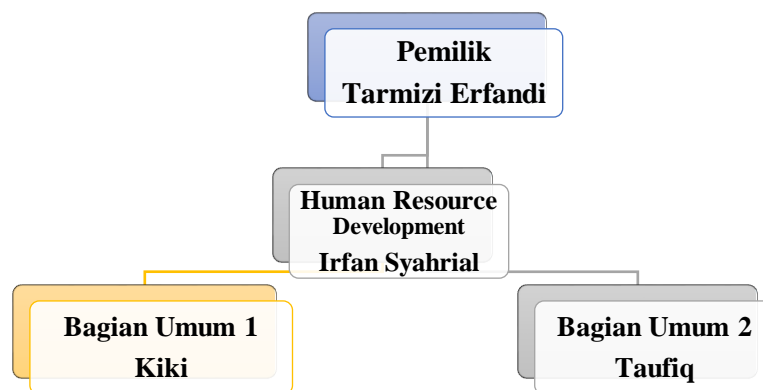 Pemilik
Tarmizi Erfandi
Human Resource
Development
Irfan Syahrial
Bagian Umum 1
Kiki
Bagian Umum 2
Taufiq